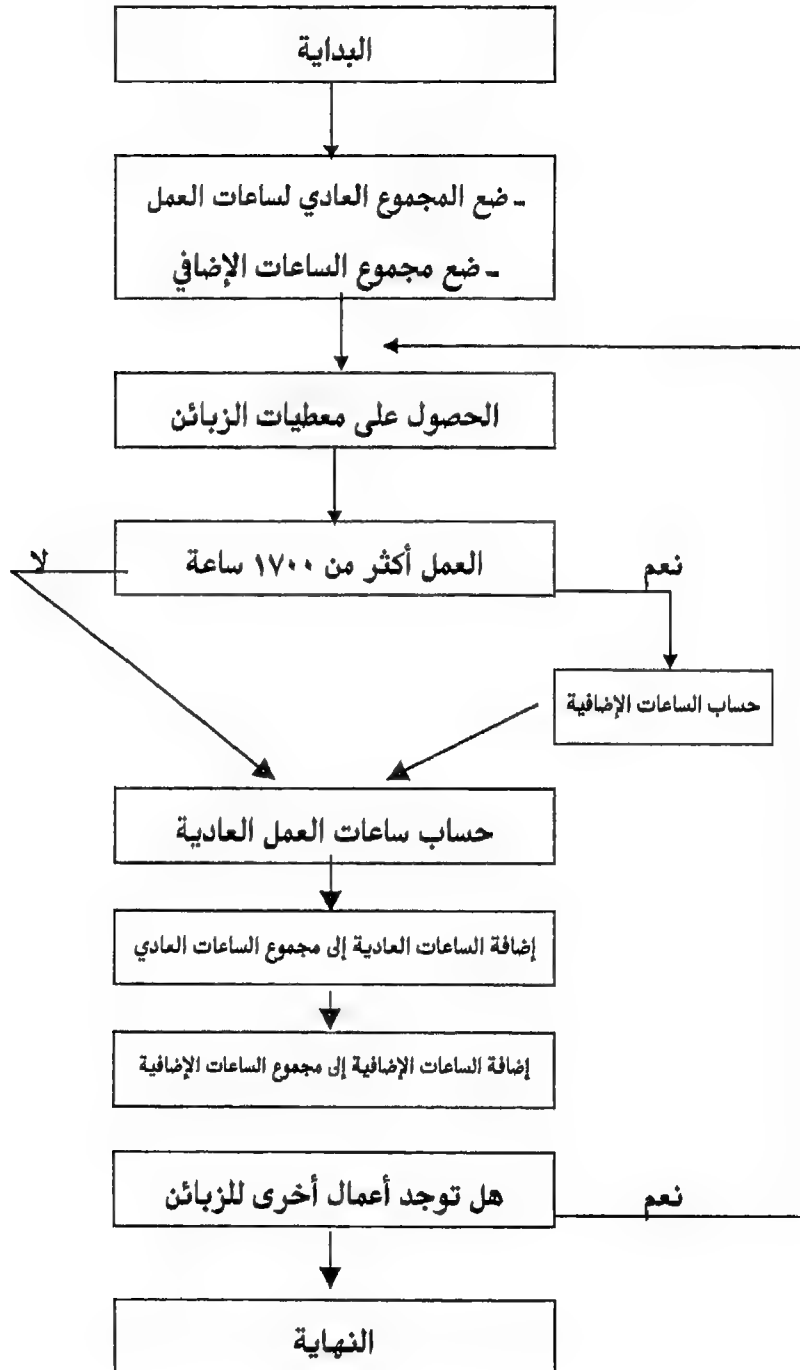 البداية
ـ ضع المجموع العادي لساعات العمل
ـ ضع مجموع الساعات الإضافي
الحصول على معطيات الزبائن
العمل أكثر من ١٧٠٠ ساعة
نعم
لا
حساب الساعات الإضافية
حساب ساعات العمل العادية
إضافة الساعات العادية إلى مجموع الساعات العادي
إضافة الساعات الإضافية إلى مجموع الساعات الإضافية
هل توجد أعمال أخرى للزبائن
نعم
النهاية